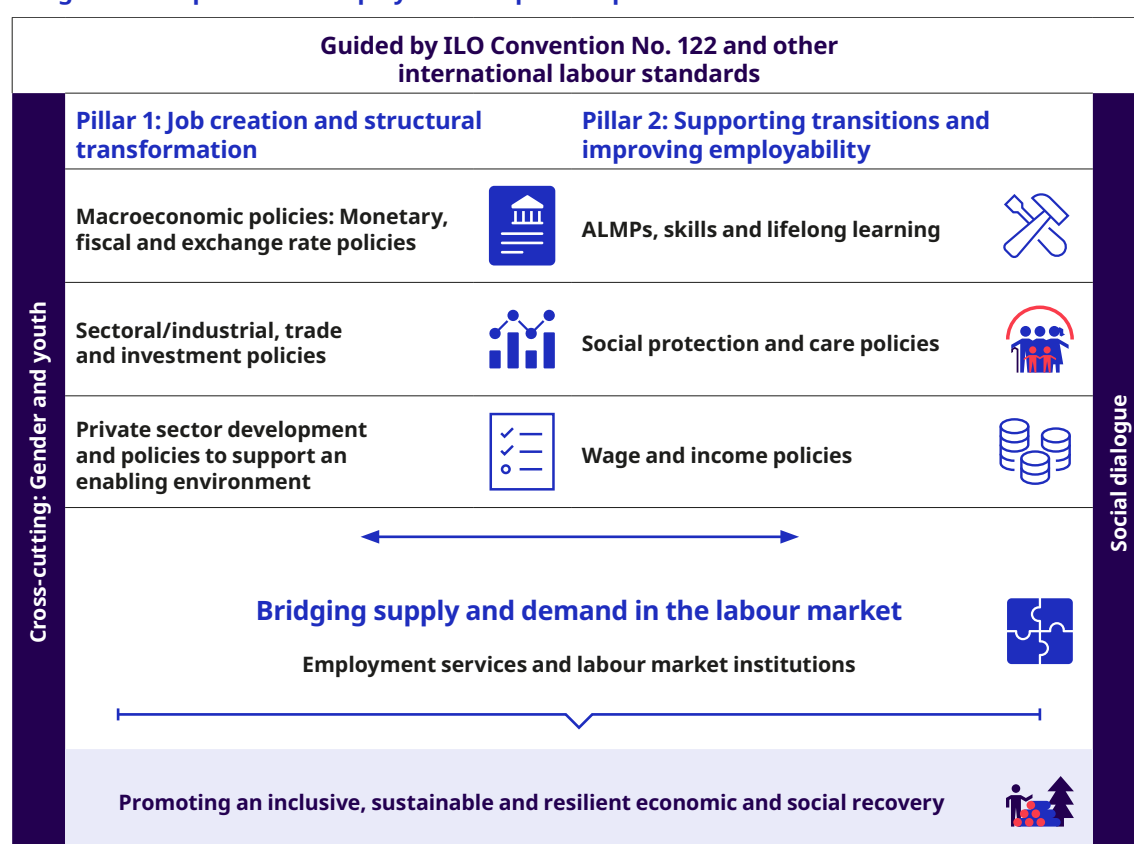 Guided by ILO Convention No. 122 and other
international labour standards
Cross-cutting: Gender and youth
Pillar 1: Job creation and structural
transformation
Pillar 2: Supporting transitions and
improving employability
Macroeconomic policies: Monetary,
fiscal and exchange rate policies
ALMPs, skills and lifelong learning
Sectoral/industrial, trade
and investment policies
Social protection and care policies
Private sector development
and policies to support an
enabling environment
Wage and income policies
Social dialogue
Bridging supply and demand in the labour market
Employment services and labour market institutions
Promoting an inclusive, sustainable and resilient economic and social recovery